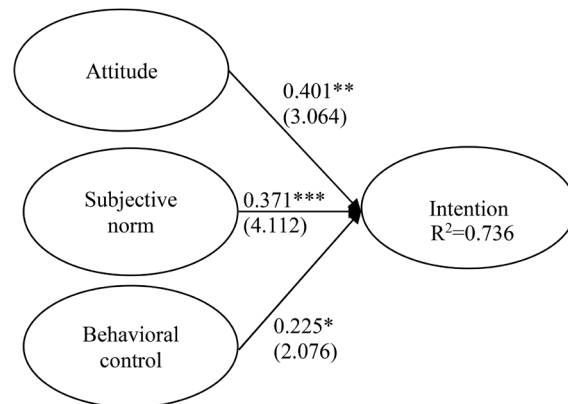 Attitude
0.401**
(3.064)
Subjective
norm
0.371***
(4.112)
Intention
R²=0.736
Behavioral
control
0.225*
(2.076)